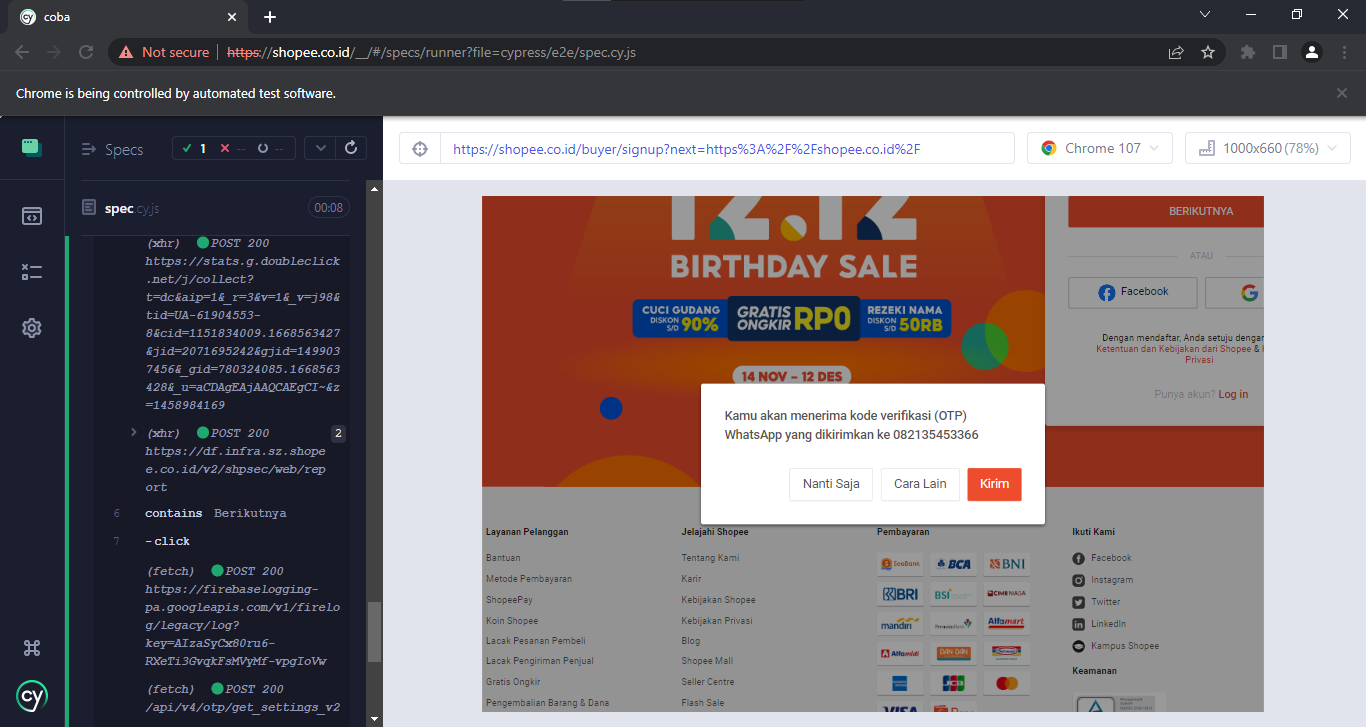 coba
Not secure
https://shopee.co.id/__/#/specs/runner?file=cypress/e2e/spec.cy.js
Chrome is being controlled by automated test software.
Specs
1
--
--
spec.cy.js
00:08
(xhr) POST 200
https://stats.g.doubleclick
.net/j/collect?
t=dc&aip=1&_r=3&v=1&_v=j98&
tid=UA-61904553-
8&cid=1151834009.1668563427
&jid=2071695242&gjid=149903
7456&_gid=780324085.1668563
428&_u=aCDAgEAjAAQCAEgCI~&z
=1458984169
(xhr) POST 200
2
https://df.infra.sz.shope
e.co.id/v2/shpsec/web/rep
ort
6 contains Berikutnya
7 -click
(fetch) POST 200
https://firebaselogging-
pa.googleapis.com/v1/firelo
g/legacy/log?
key=AIzaSyCx80ru6-
RXeTi3GvqkFsMVyMf-vpgIoVw
(fetch) POST 200
/api/v4/otp/get_settings_v2
cy
https://shopee.co.id/buyer/signup?next=https%3A%2F%2Fshopee.co.id%2F
Chrome 107
1000x660 (78%)
12.12
BIRTHDAY SALE
CUCI GUDANG
DISKON
S/D 90%
GRATIS
ONGKIR RP0
REZEKI NAMA
DISKON
S/D 50RB
14 NOV – 12 DES
BERIKUTNYA
ATAU
Facebook
Dengan mendaftar, Anda setuju dengan
Ketentuan dan Kebijakan dari Shopee &
Privasi
Punya akun? Log in
Kamu akan menerima kode verifikasi (OTP)
WhatsApp yang dikirimkan ke 082135453366
Nanti Saja
Cara Lain
Kirim
Layanan Pelanggan
Bantuan
Metode Pembayaran
ShopeePay
Koin Shopee
Lacak Pesanan Pembeli
Lacak Pengiriman Penjual
Gratis Ongkir
Pengembalian Barang & Dana
Jelajahi Shopee
Tentang Kami
Karir
Kebijakan Shopee
Kebijakan Privasi
Blog
Shopee Mall
Seller Centre
Flash Sale
Pembayaran
SeaBank
BCA
BNI
BRI
BSI
CIMB NIAGA
mandiri
PermataBank
Alfamart
Alfamidi
DAN DAN
JCB
VISA
Ikuti Kami
Facebook
Instagram
Twitter
LinkedIn
Kampus Shopee
Keamanan